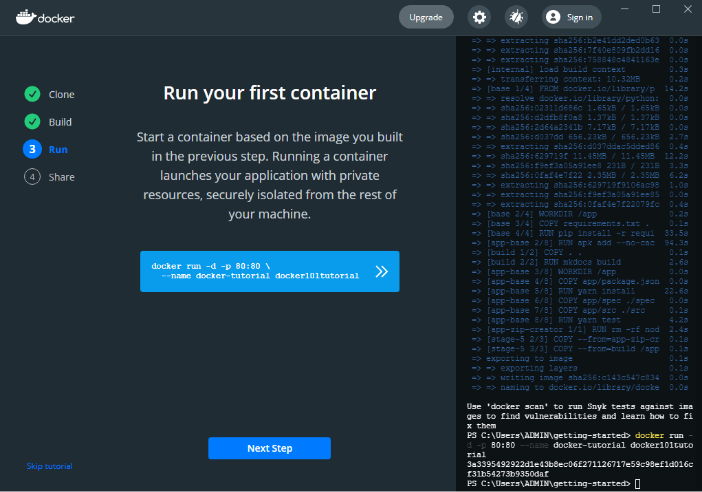 docker
Upgrade
Sign in
Clone
Build
3 Run
4 Share
Run your first container
Start a container based on the image you built
in the previous step. Running a container
launches your application with private
resources, securely isolated from the rest of
your machine.
docker run -d -p 80:80 \
--name docker-tutorial docker101tutorial
Next Step
Skip tutorial
=> => extracting sha256:b2e41dd2ded0b63 0.0s
=> => extracting sha256:7f40e809fb2dd16 0.0s
=> => extracting sha256:758848c4841163e 0.0s
=> [internal] load build context 0.3s
=> => transferring context: 10.32MB 0.2s
=> [base 1/4] FROM docker.io/library/p 14.2s
=> => resolve docker.io/library/python: 0.0s
=> => sha256:02311d686c 1.65kB / 1.65kB 0.0s
=> => sha256:d2dfb8f0a8 1.37kB / 1.37kB 0.0s
=> => sha256:2d64a2341b 7.17kB / 7.17kB 0.0s
=> => sha256:d037dd 656.23kB / 656.23kB 2.7s
=> => extracting sha256:d037ddac5dded86 0.4s
=> => sha256:629719f 11.45MB / 11.45MB 12.2s
=> => sha256:f9ef3a05a91ee8 231B / 231B 3.3s
=> => sha256:0faf4e7f22 2.35MB / 2.35MB 6.2s
=> => extracting sha256:629719f9106ac98 1.0s
=> => extracting sha256:f9ef3a05a91ee85 0.0s
=> => extracting sha256:0faf4e7f22079fc 0.4s
=> [base 2/4] WORKDIR /app 0.2s
=> [base 3/4] COPY requirements.txt . 0.1s
=> [base 4/4] RUN pip install -r requi 33.5s
=> [app-base 2/8] RUN apk add --no-cac 94.3s
=> [build 1/2] COPY . . 0.1s
=> [build 2/2] RUN mkdocs build 2.6s
=> [app-base 3/8] WORKDIR /app 0.0s
=> [app-base 4/8] COPY app/package.json 0.0s
=> [app-base 5/8] RUN yarn install 22.6s
=> [app-base 6/8] COPY app/spec ./spec 0.0s
=> [app-base 7/8] COPY app/src ./src 0.1s
=> [app-base 8/8] RUN yarn test 4.2s
=> [app-zip-creator 1/1] RUN rm -rf nod 2.4s
=> [stage-5 2/3] COPY --from=app-zip-cr 0.1s
=> [stage-5 3/3] COPY --from=build /app 0.1s
=> exporting to image 0.1s
=> => exporting layers 0.1s
=> => writing image sha256:c143c547c834 0.0s
=> => naming to docker.io/library/docke 0.0s
Use 'docker scan' to run Snyk tests against ima
ges to find vulnerabilities and learn how to fi
x them
PS C:\Users\ADMIN\getting-started> docker run -
d -p 80:80 --name docker-tutorial docker101tuto
rial
3a3395492922d1e43b8ec06f271126717e59c98ef1d016c
f31b54273b9350daf
PS C:\Users\ADMIN\getting-started>